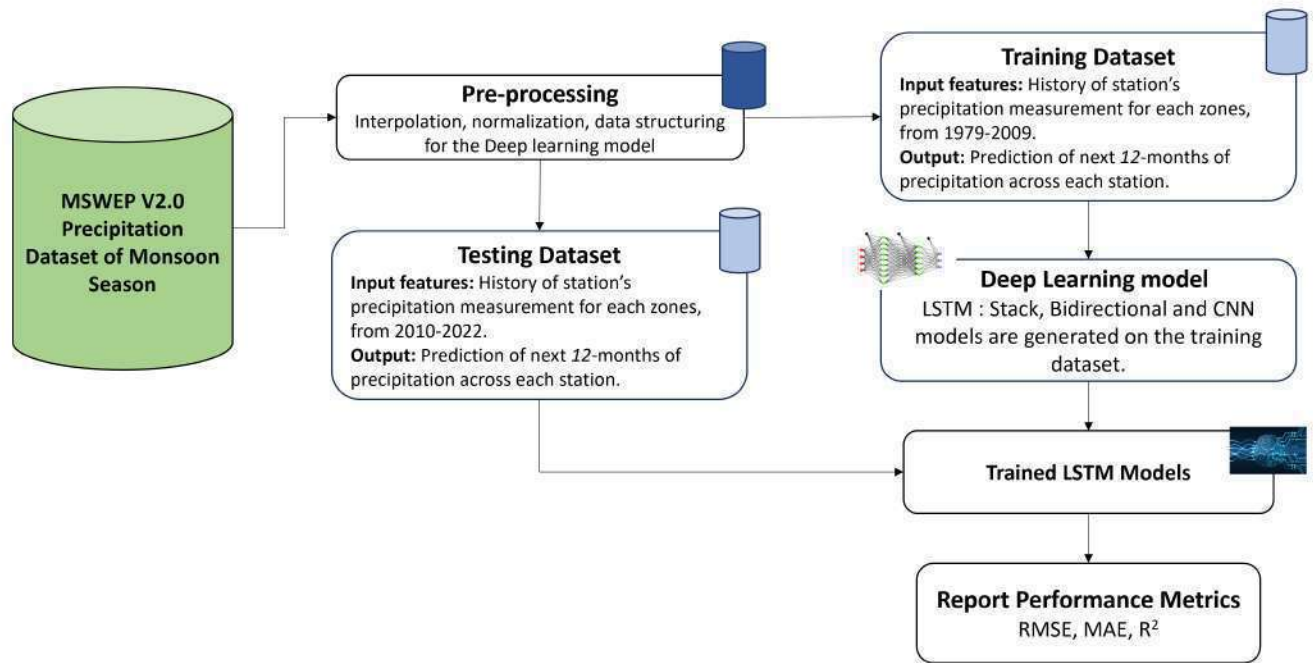 MSWEP V2.0
Precipitation
Dataset of Monsoon
Season
Pre-processing
Interpolation, normalization, data structuring
for the Deep learning model
Training Dataset
Input features: History of station's
precipitation measurement for each zones,
from 1979-2009.
Output: Prediction of next 12-months of
precipitation across each station.
Testing Dataset
Input features: History of station's
precipitation measurement for each zones,
from 2010-2022.
Output: Prediction of next 12-months of
precipitation across each station.
Deep Learning model
LSTM : Stack, Bidirectional and CNN
models are generated on the training
dataset.
Trained LSTM Models
Report Performance Metrics
RMSE, MAE, R²